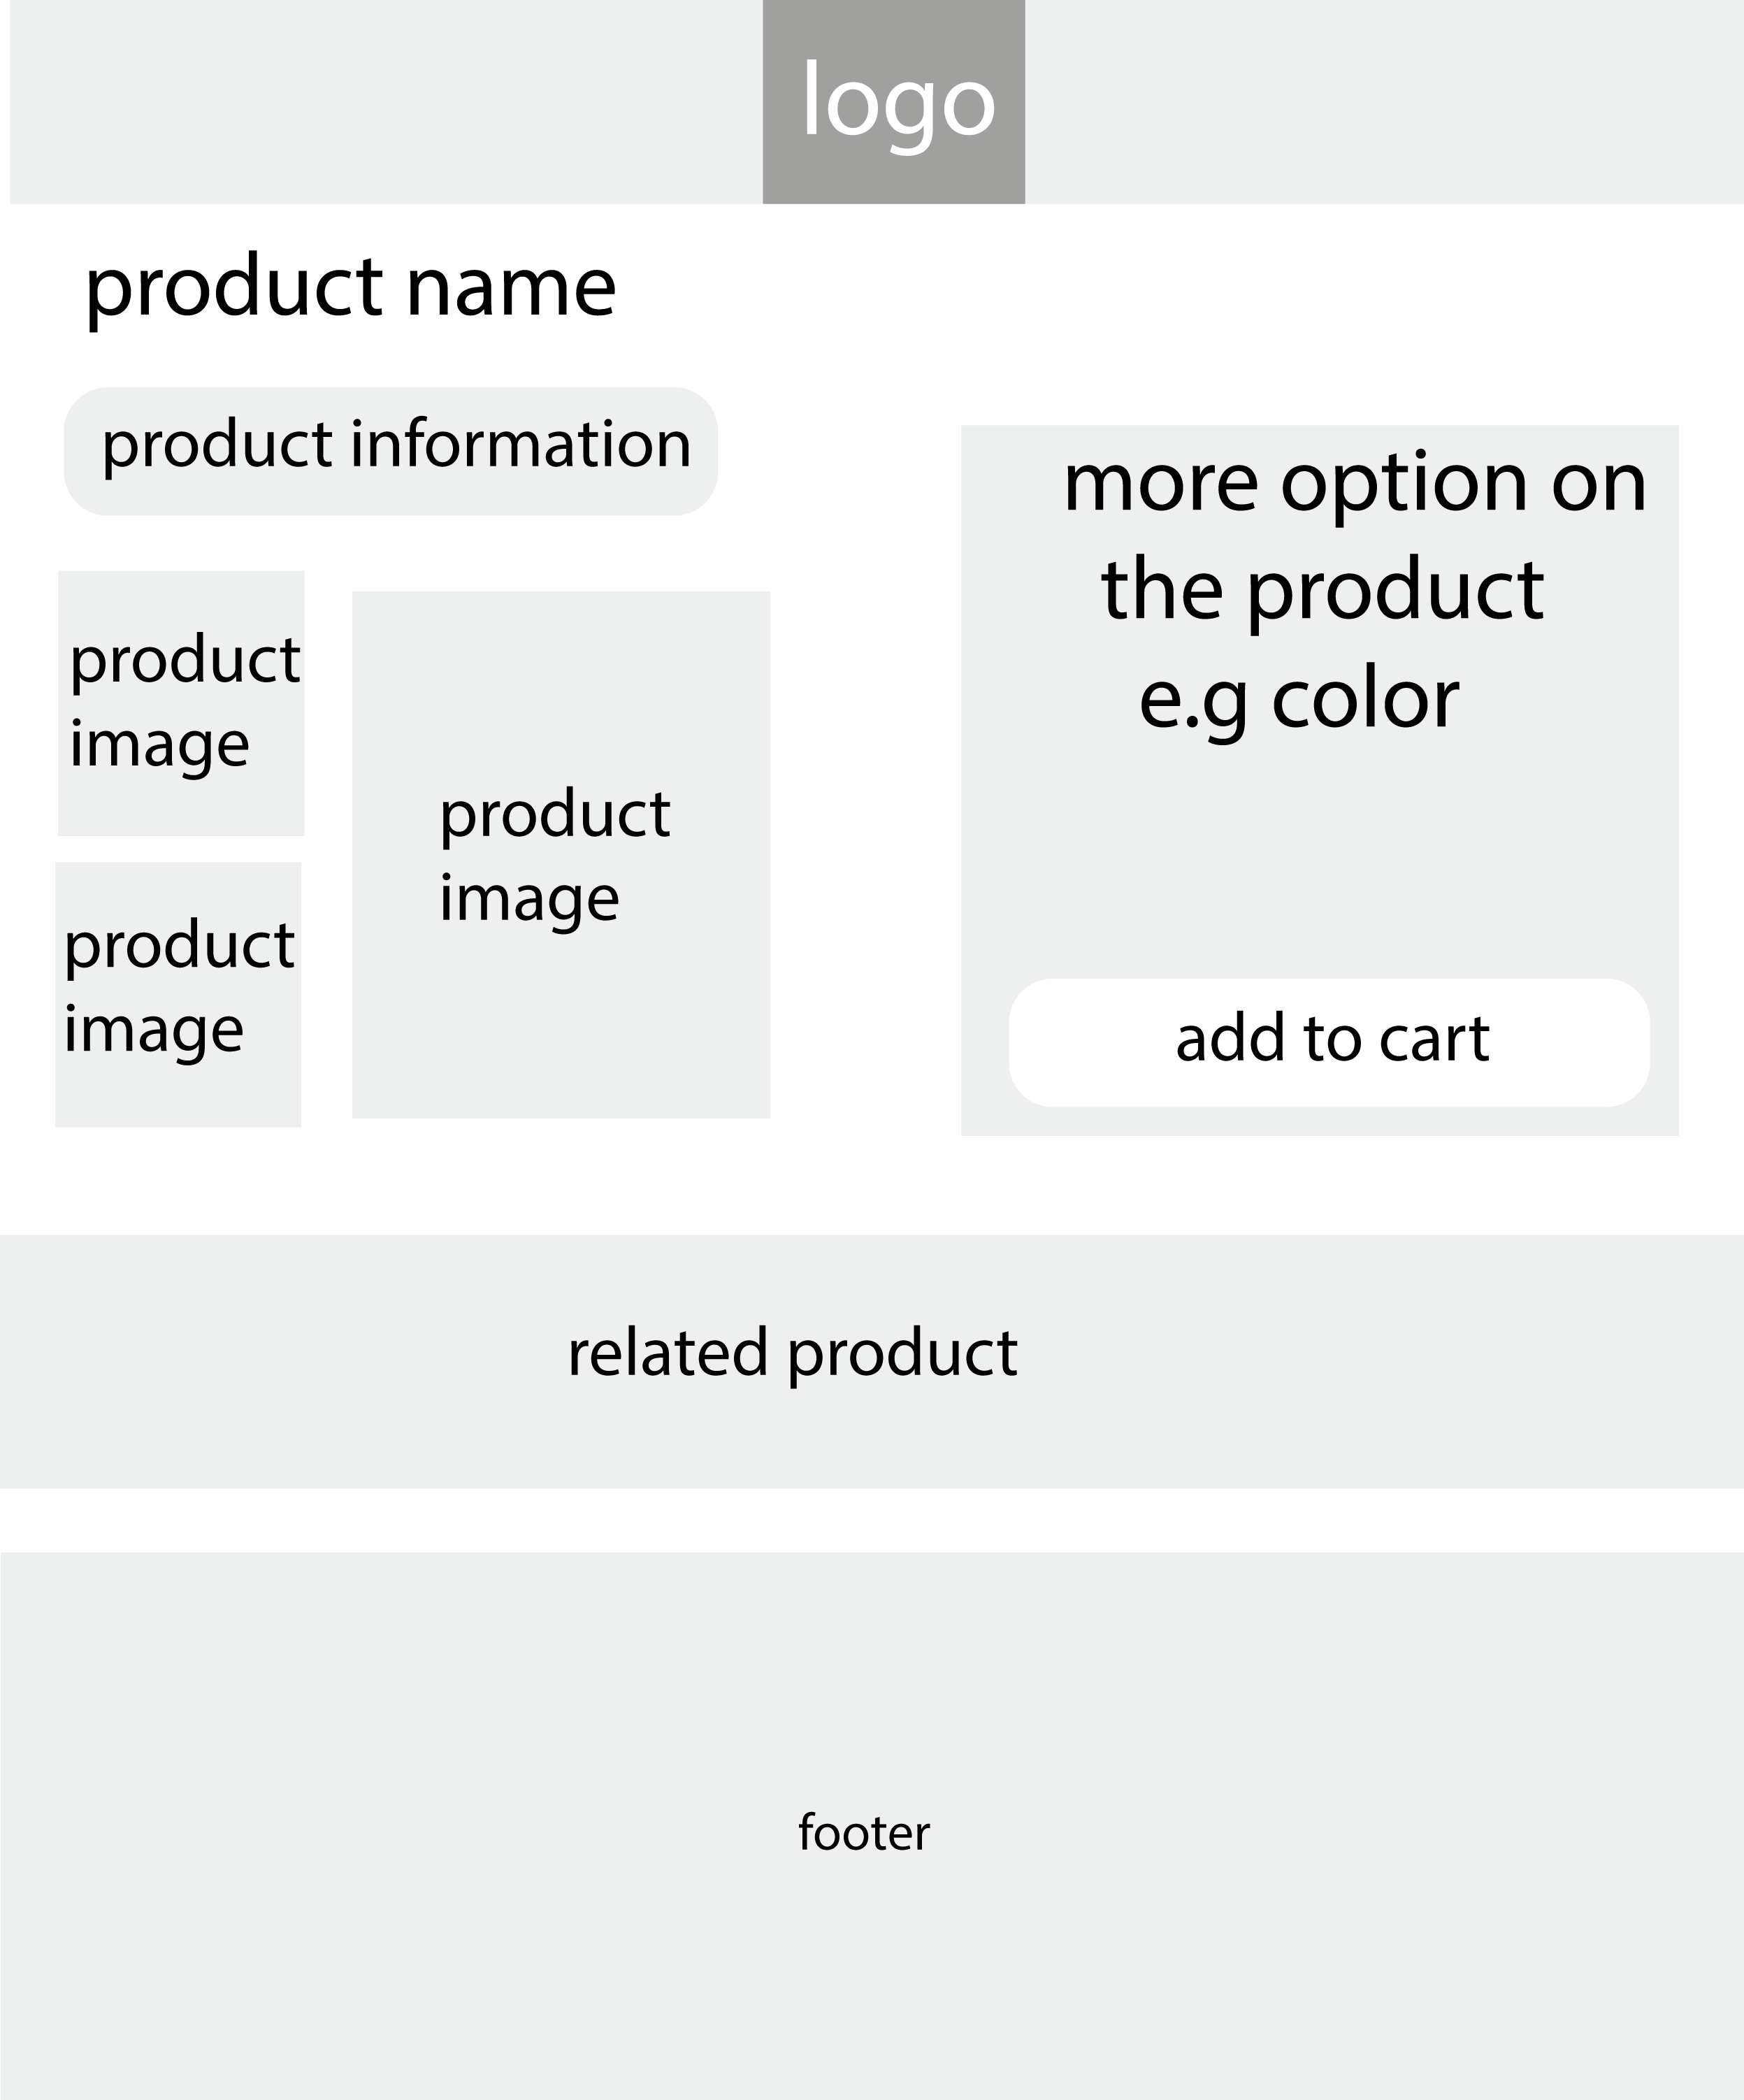 logo
product name
product information
more option on
the product
e.g color
product
image
product
image
product
image
add to cart
related product
footer